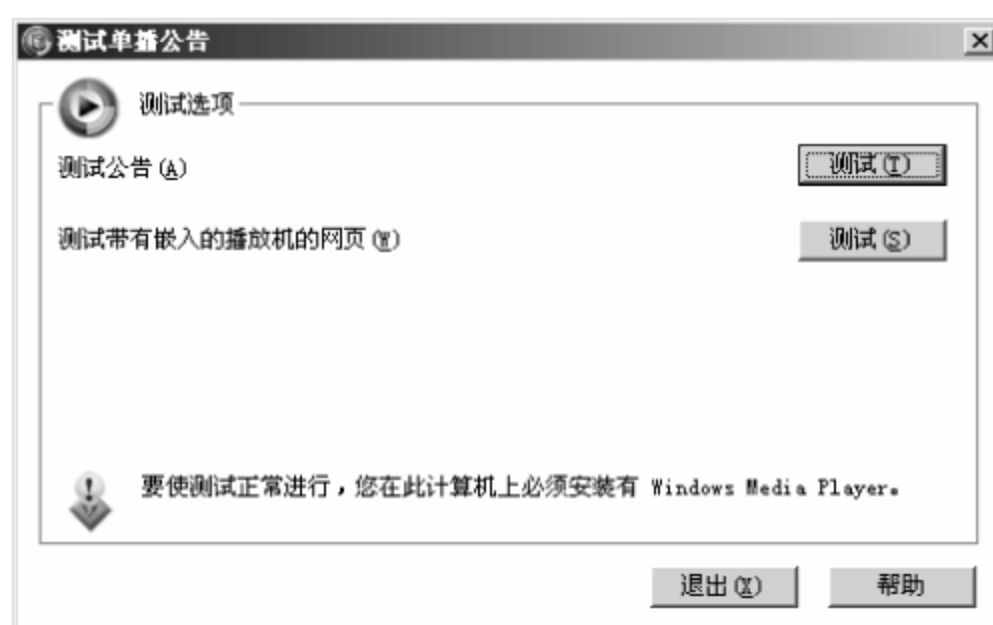 测试单播公告
测试选项
测试公告(A) 测试(T)
测试带有嵌入的播放机的网页(W) 测试(S)
要使测试正常进行，您在此计算机上必须安装有 Windows Media Player。
退出(X) 帮助